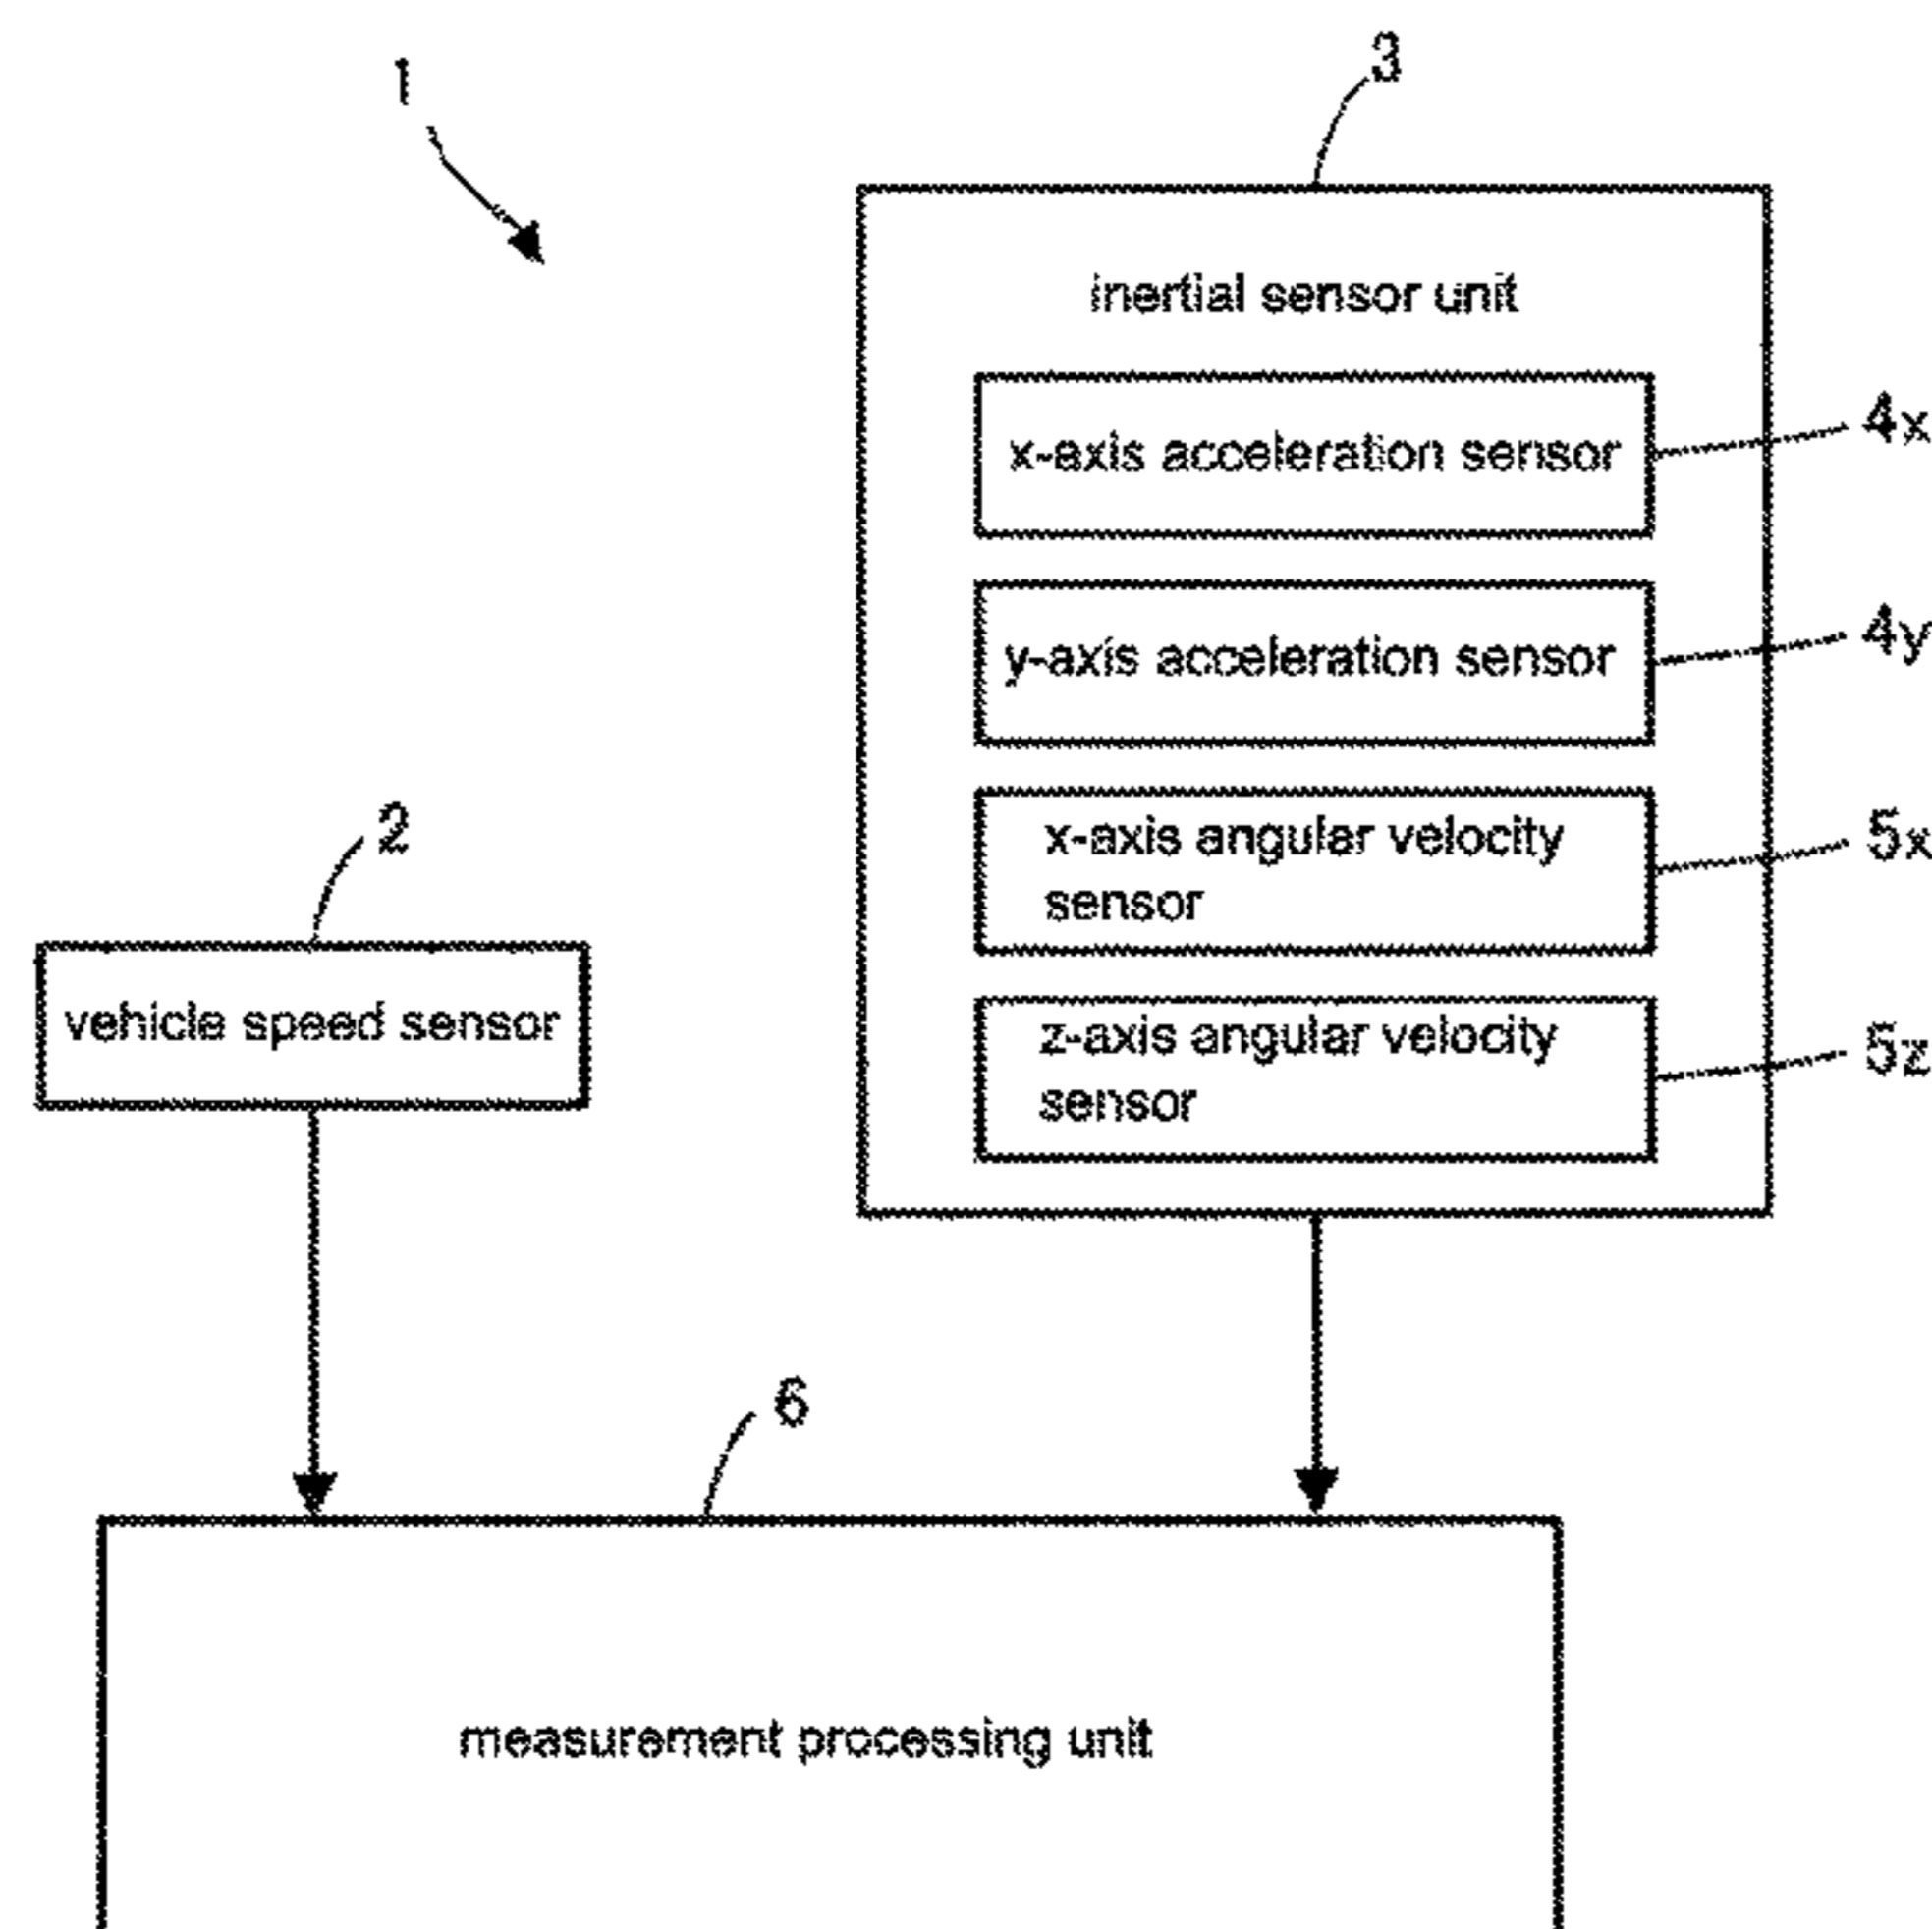 1
3
inertial sensor unit
x-axis acceleration sensor
4x
y-axis acceleration sensor
4y
x-axis angular velocity
sensor
5x
2
vehicle speed sensor
z-axis angular velocity
sensor
5z
6
measurement processing unit